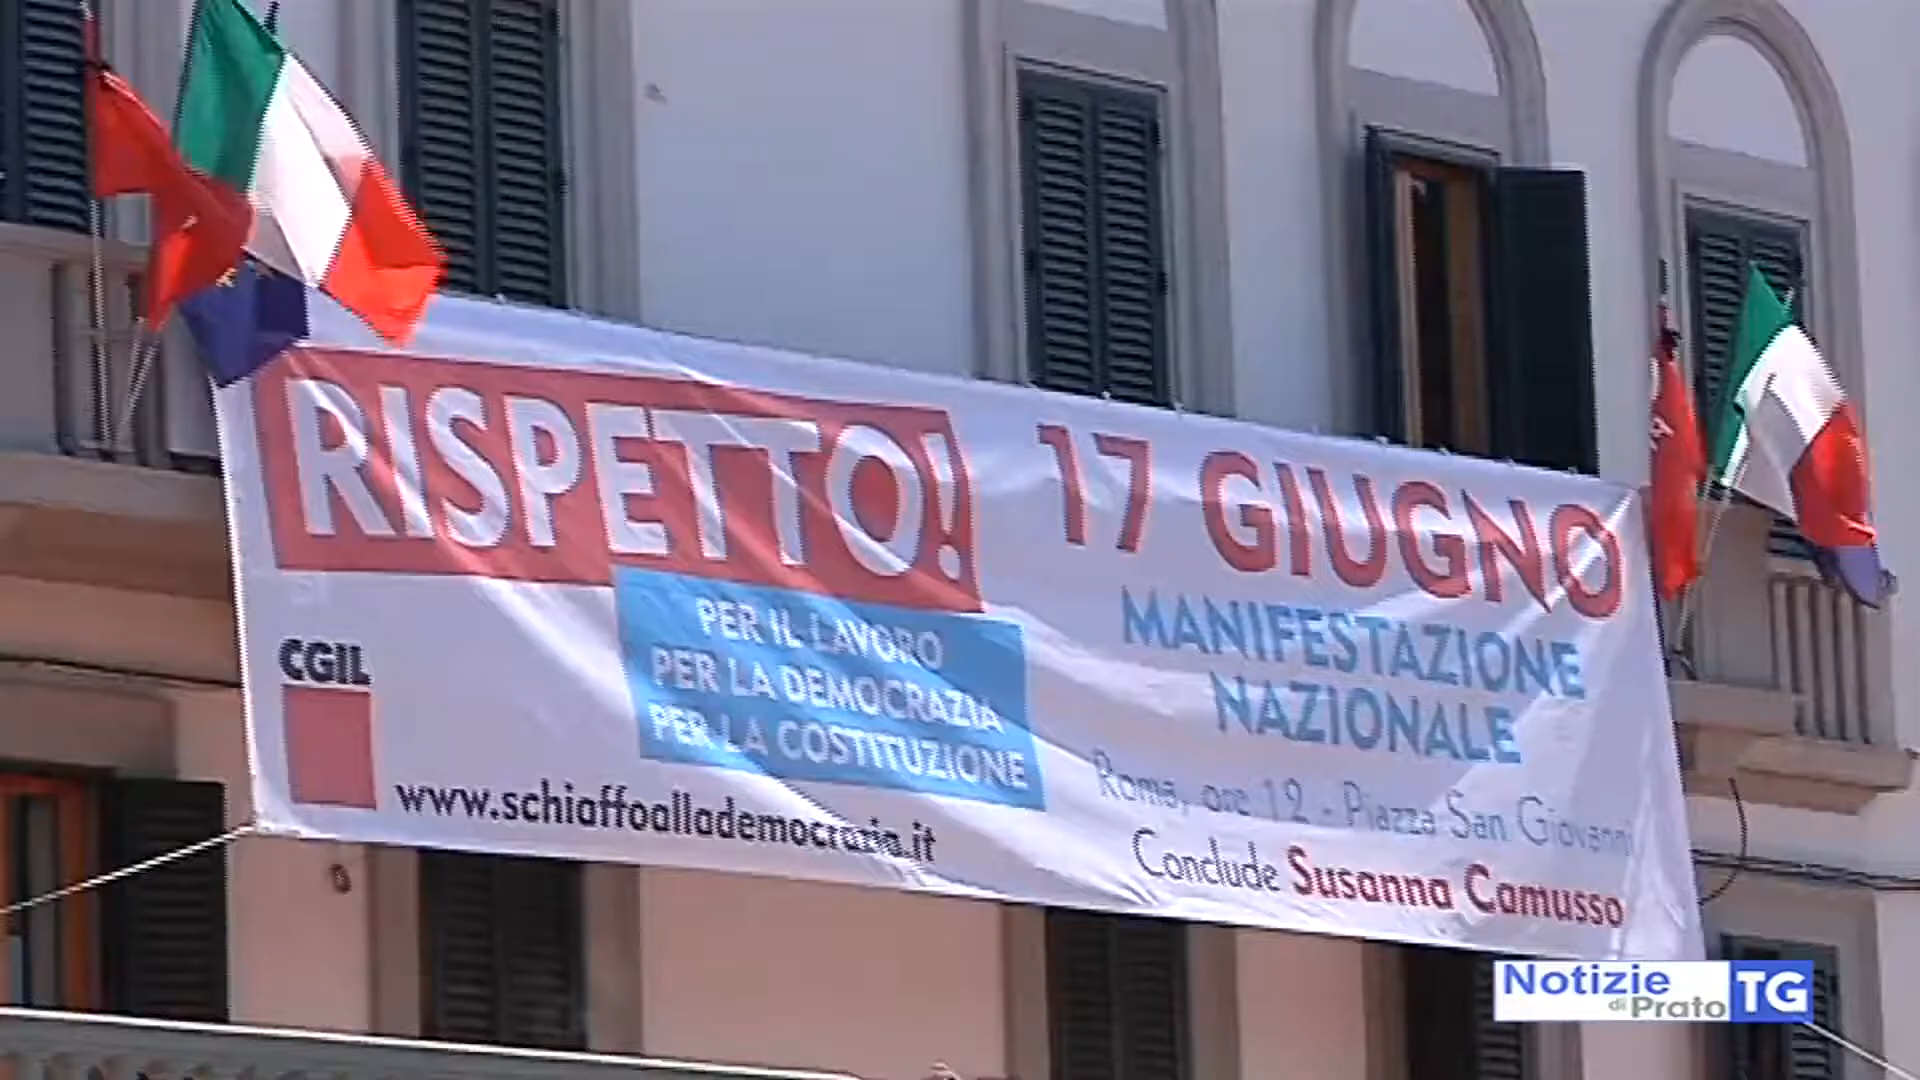 RISPETTO!
PER IL LAVORO
PER LA DEMOCRAZIA
PER LA COSTITUZIONE
CGIL
www.schiaffoallademocrazia.it
17 GIUGNO
MANIFESTAZIONE
NAZIONALE
Roma, ore 12 - Piazza San Giovanni
Conclude Susanna Camusso
Notizie
di Prato TG